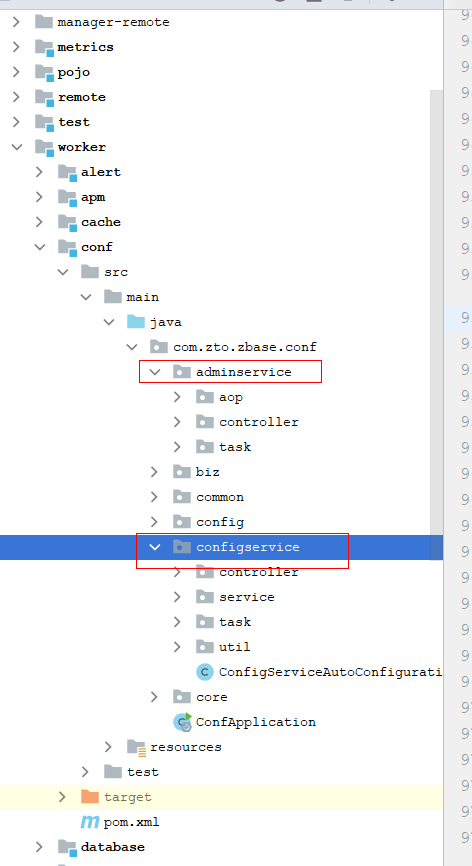 manager-remote
metrics
pojo
remote
test
worker
alert
apm
cache
conf
src
main
java
com.zto.zbase.conf
adminservice
aop
controller
task
biz
common
config
configservice
controller
service
task
util
ConfigServiceAutoConfigurati
core
ConfApplication
resources
test
target
pom.xml
database